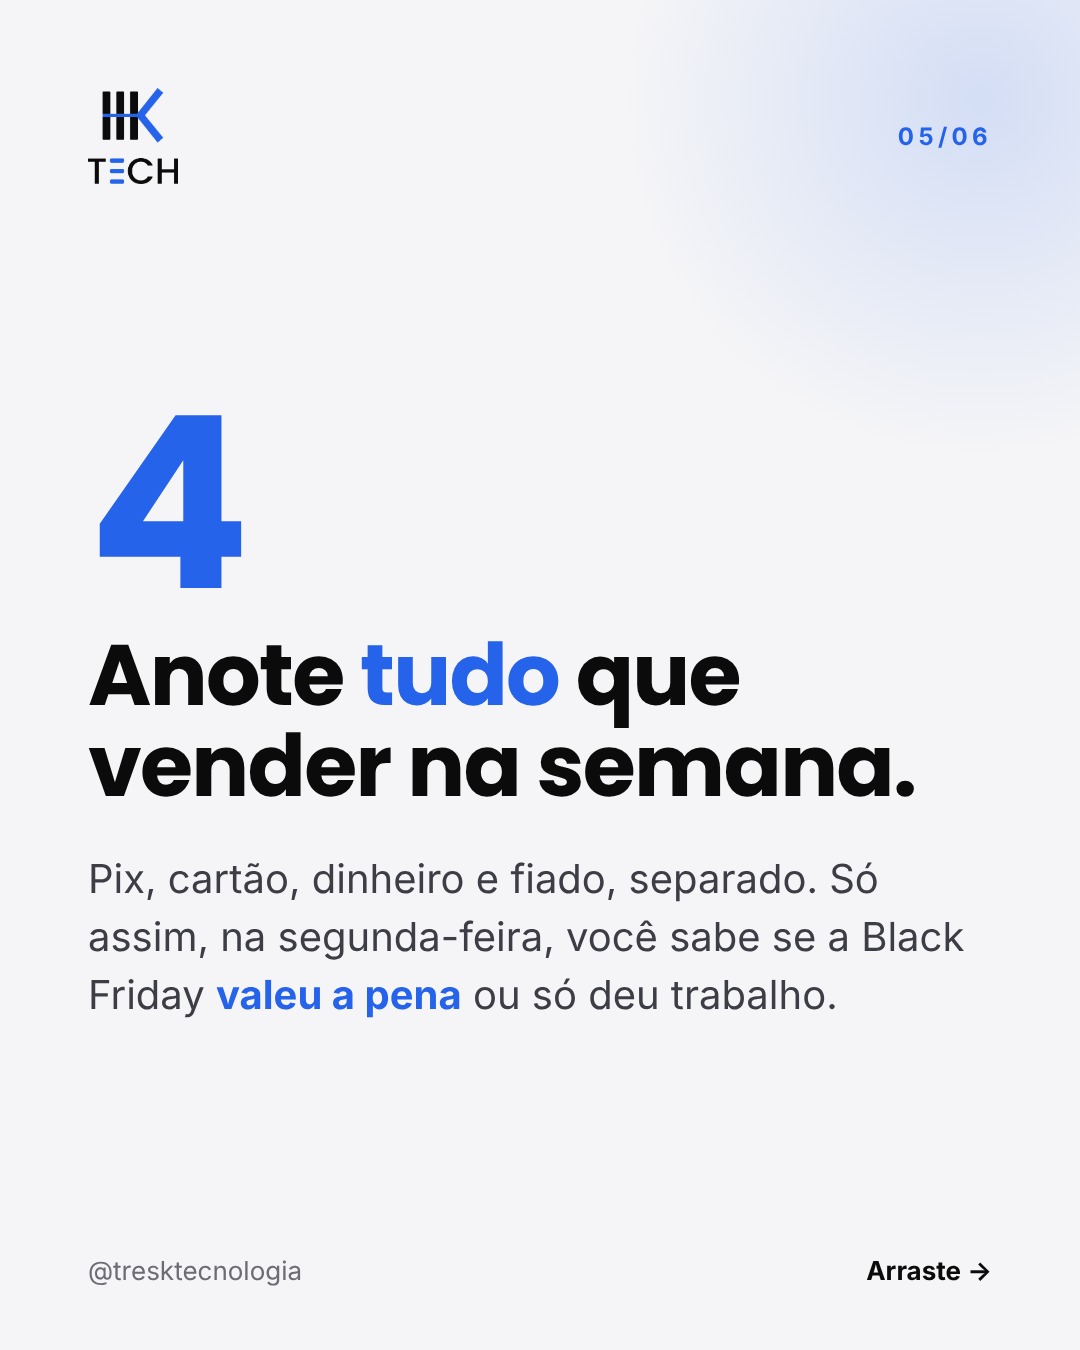 TECH
05/06
4
Anote tudo que
vender na semana.
Pix, cartão, dinheiro e fiado, separado. Só
assim, na segunda-feira, você sabe se a Black
Friday valeu a pena ou só deu trabalho.
@tresktecnologia
Arraste →